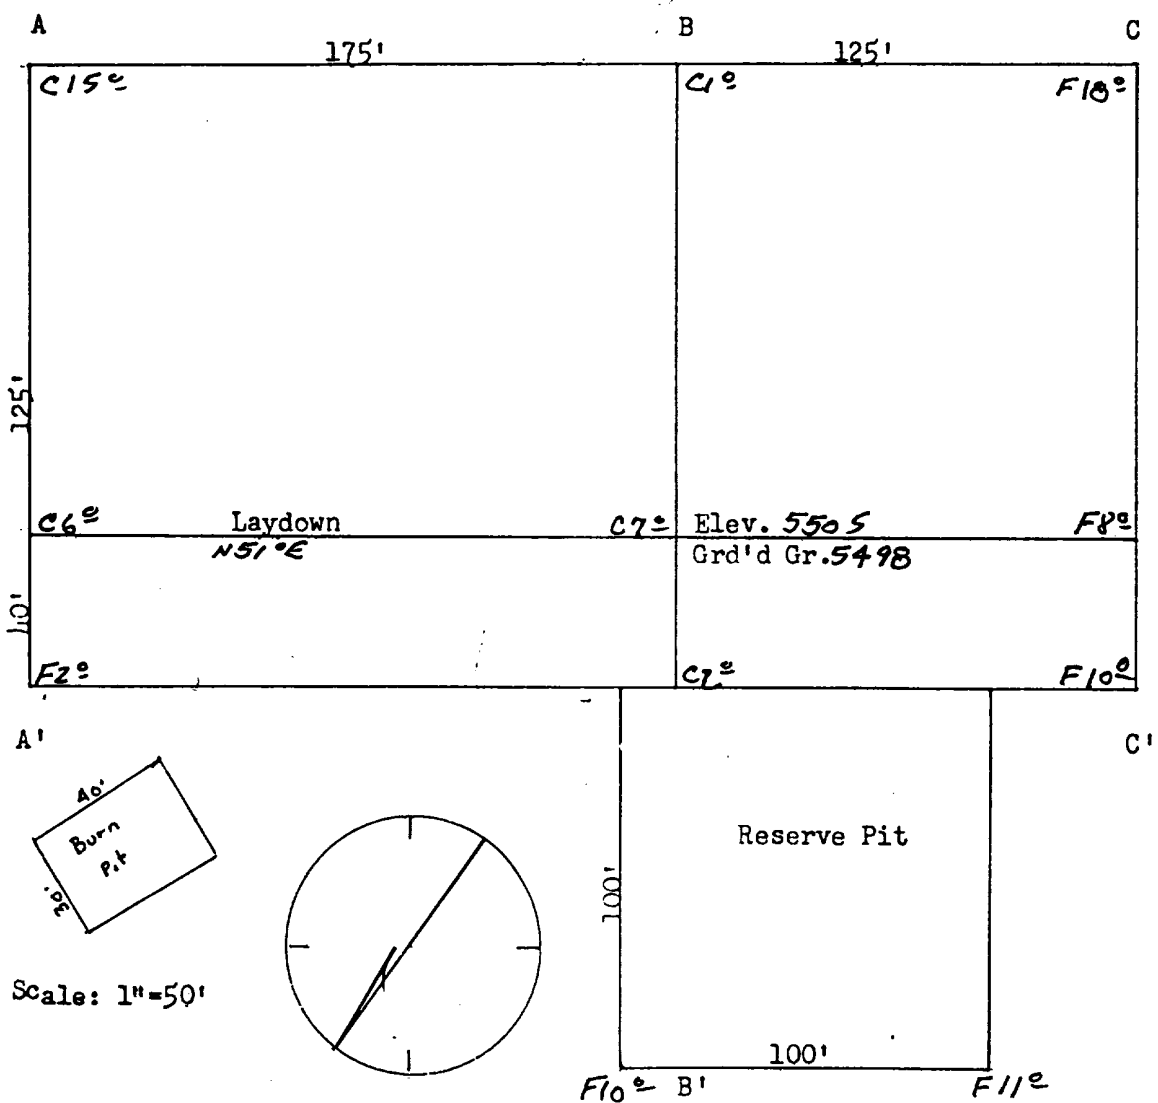 A B C
175' 125'
C15° C1° F18°
125'
C6° Laydown C7° Elev. 5505 F8°
N51°E Grd'd Gr. 5498
40'
F2° C2° F10°
A' C'
40'
Burn
Pit
30'
Reserve Pit
100'
Scale: 1"=50'
100'
F10° B' F11°